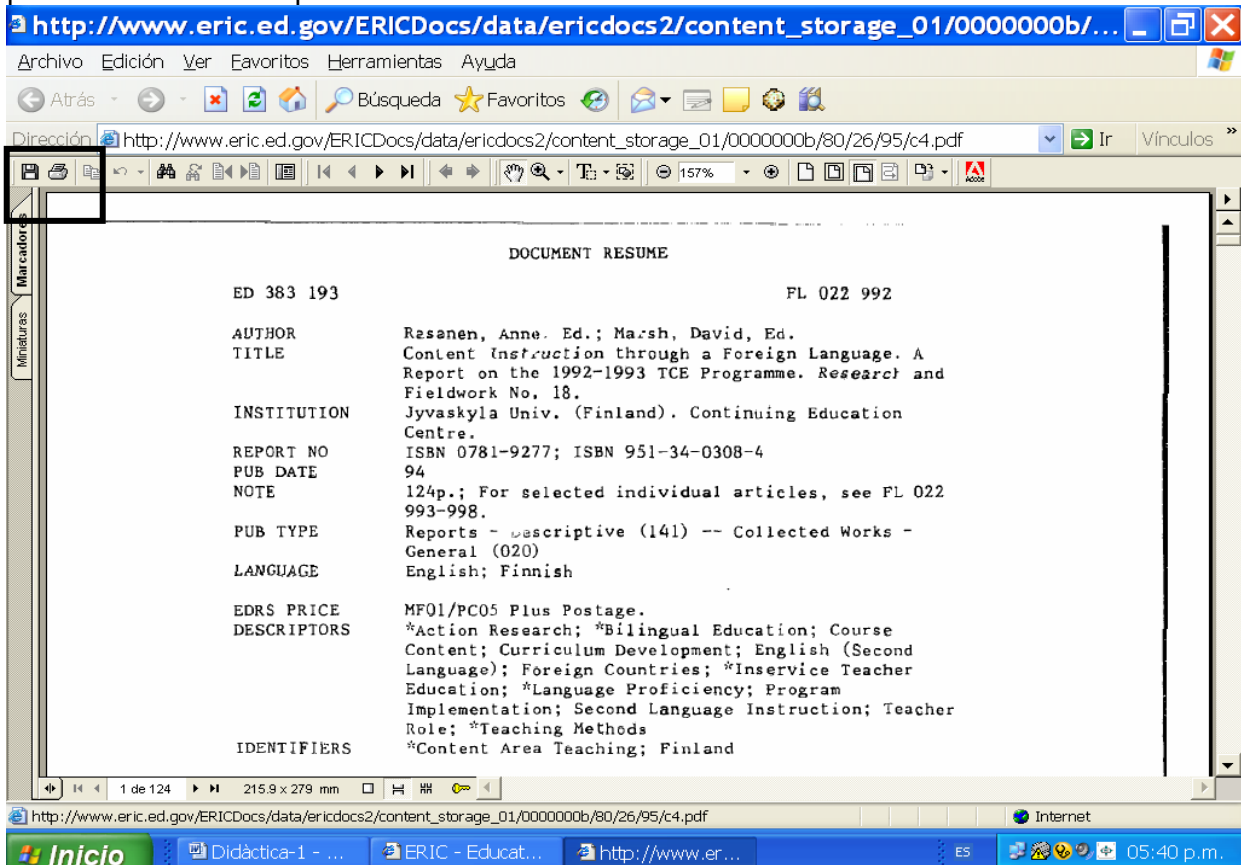 http://www.eric.ed.gov/ERICDocs/data/ericdocs2/content_storage_01/0000000b/...
Archivo Edición Ver Favoritos Herramientas Ayuda
Atrás Búsqueda Favoritos
Dirección http://www.eric.ed.gov/ERICDocs/data/ericdocs2/content_storage_01/0000000b/80/26/95/c4.pdf Ir Vínculos »
157% Adobe
Marcadores
Miniaturas
DOCUMENT RESUME
ED 383 193 FL 022 992
AUTHOR Rasanen, Anne. Ed.; Marsh, David, Ed.
TITLE Content Instruction through a Foreign Language. A
Report on the 1992-1993 TCE Programme. Research and
Fieldwork No. 18.
INSTITUTION Jyvaskyla Univ. (Finland). Continuing Education
Centre.
REPORT NO ISBN 0781-9277; ISBN 951-34-0308-4
PUB DATE 94
NOTE 124p.; For selected individual articles, see FL 022
993-998.
PUB TYPE Reports - Descriptive (141) -- Collected Works -
General (020)
LANGUAGE English; Finnish
EDRS PRICE MF01/PC05 Plus Postage.
DESCRIPTORS *Action Research; *Bilingual Education; Course
Content; Curriculum Development; English (Second
Language); Foreign Countries; *Inservice Teacher
Education; *Language Proficiency; Program
Implementation; Second Language Instruction; Teacher
Role; *Teaching Methods
IDENTIFIERS *Content Area Teaching; Finland
1 de 124 215.9 x 279 mm
http://www.eric.ed.gov/ERICDocs/data/ericdocs2/content_storage_01/0000000b/80/26/95/c4.pdf Internet
Inicio Didàctica-1 - ... ERIC - Educat... http://www.er... ES 05:40 p.m.